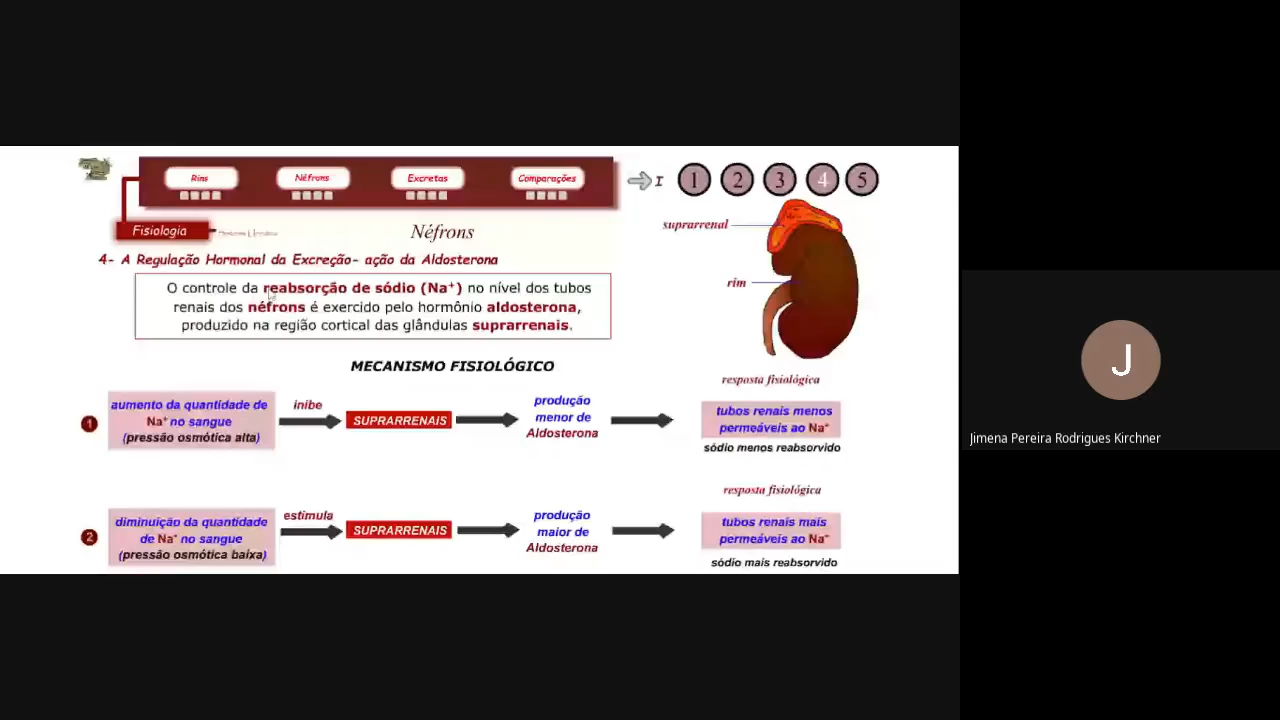 Rins
Néfrons
Excretas
Comparações
I 1 2 3 4 5
Fisiologia
Néfrons
suprarrenal
rim
4- A Regulação Hormonal da Excreção- ação da Aldosterona
O controle da reabsorção de sódio (Na⁺) no nível dos tubos
renais dos néfrons é exercido pelo hormônio aldosterona,
produzido na região cortical das glândulas suprarrenais.
MECANISMO FISIOLÓGICO
resposta fisiológica
1
aumento da quantidade de
Na⁺ no sangue
(pressão osmótica alta)
inibe
SUPRARRENAIS
produção
menor de
Aldosterona
tubos renais menos
permeáveis ao Na⁺
sódio menos reabsorvido
resposta fisiológica
2
diminuição da quantidade
de Na⁺ no sangue
(pressão osmótica baixa)
estimula
SUPRARRENAIS
produção
maior de
Aldosterona
tubos renais mais
permeáveis ao Na⁺
sódio mais reabsorvido
J
Jimena Pereira Rodrigues Kirchner